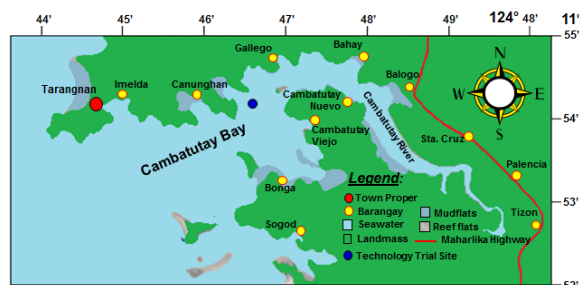 44' 45' 46' 47' 48' 49' 124° 48' 11°
55'
N
W E
S
Gallego
Bahay
Tarangnan
Imelda
Canunghan
Balogo
Cambatutay
Nuevo
54'
Cambatutay Bay
Cambatutay
Viejo
Cambatutay River
Sta. Cruz
Palencia
53'
Bonga
Legend:
Town Proper
Barangay
Mudflats
Seawater
Reef flats
Landmass
Maharlika Highway
Technology Trial Site
Sogod
Tizon
52'